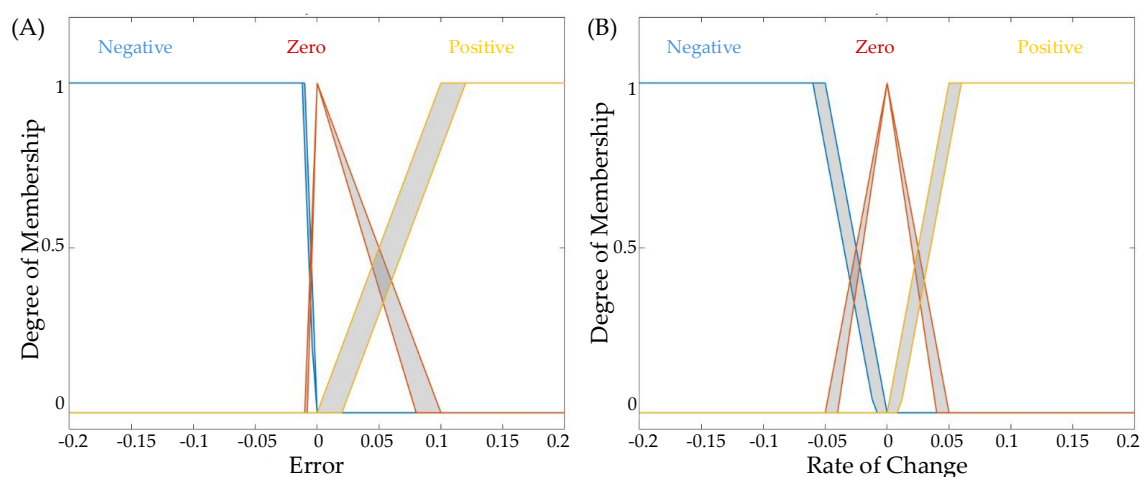 (A)
Negative Zero Positive
Degree of Membership
1
0.5
0
-0.2 -0.15 -0.1 -0.05 0 0.05 0.1 0.15 0.2
Error
(B)
Negative Zero Positive
Degree of Membership
1
0.5
0
-0.2 -0.15 -0.1 -0.05 0 0.05 0.1 0.15 0.2
Rate of Change